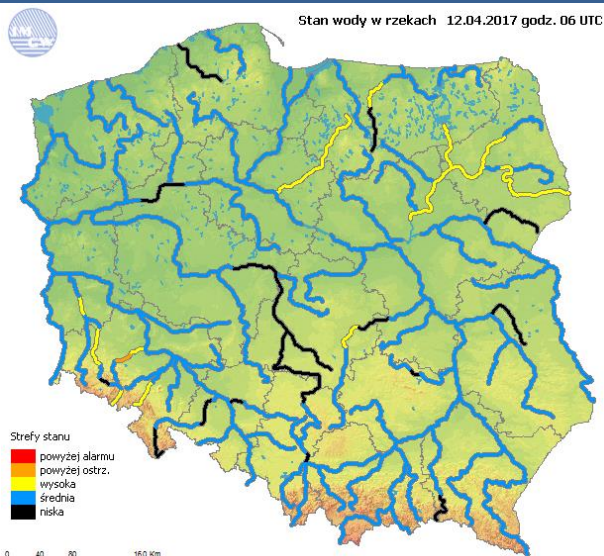 Stan wody w rzekach 12.04.2017 godz. 06 UTC
Strefy stanu
powyżej alarmu
powyżej ostrz.
wysoka
średnia
niska
0 40 80 160 Km